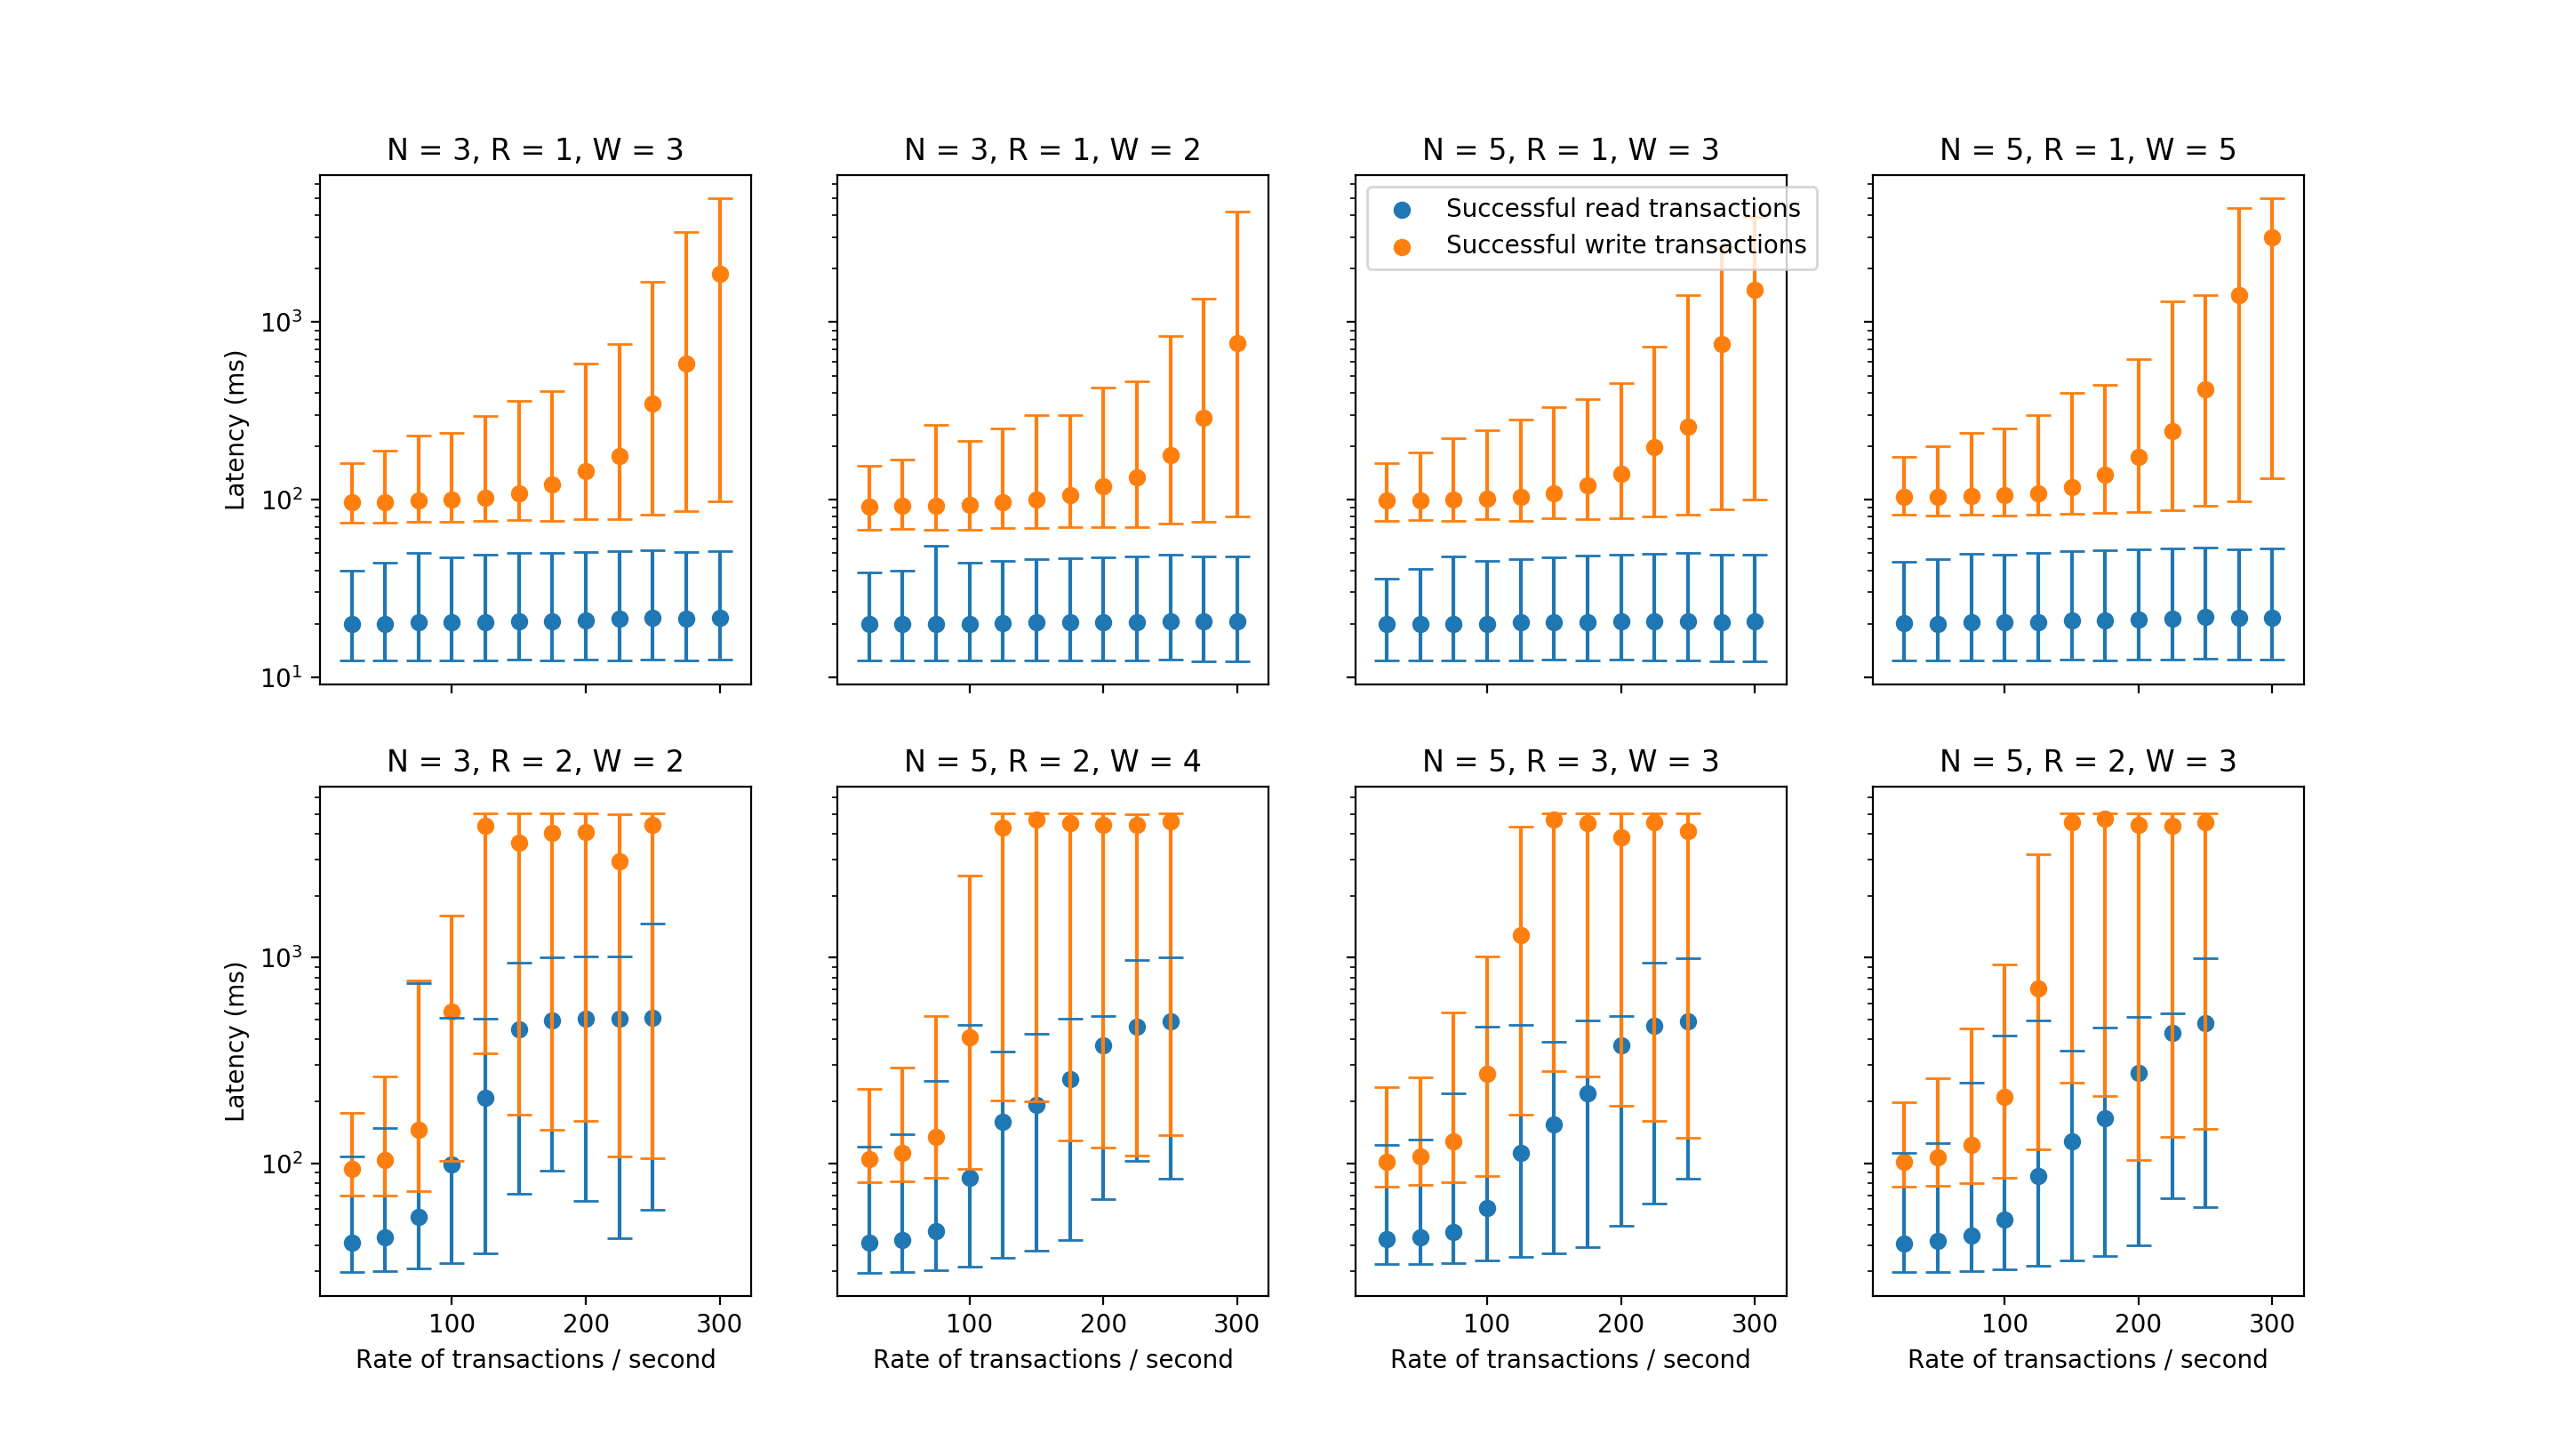 N = 3, R = 1, W = 3
N = 3, R = 1, W = 2
N = 5, R = 1, W = 3
N = 5, R = 1, W = 5
Successful read transactions
Successful write transactions
Latency (ms)
10³
10²
10¹
N = 3, R = 2, W = 2
N = 5, R = 2, W = 4
N = 5, R = 3, W = 3
N = 5, R = 2, W = 3
Latency (ms)
10³
10²
100 200 300
100 200 300
100 200 300
100 200 300
Rate of transactions / second
Rate of transactions / second
Rate of transactions / second
Rate of transactions / second